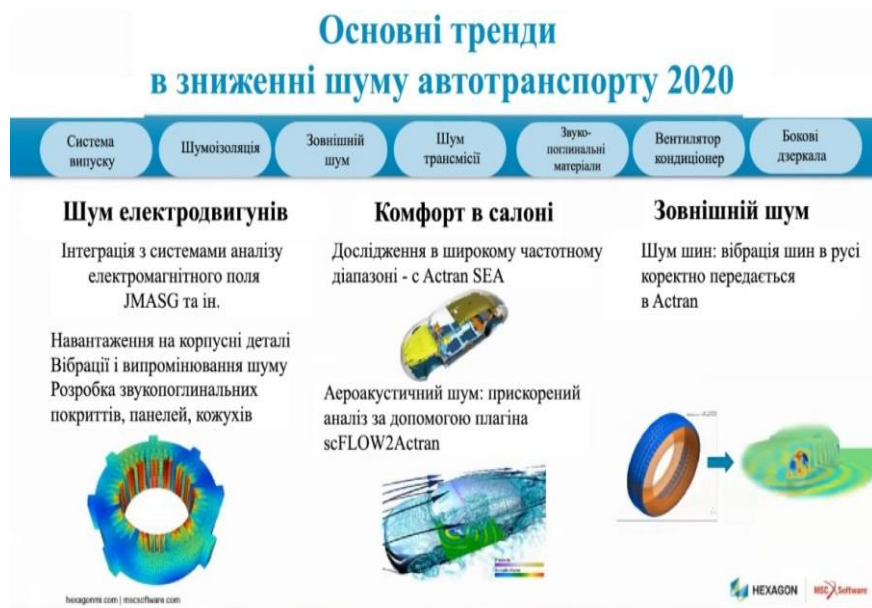 Основні тренди
в зниженні шуму автотранспорту 2020
Система
випуску
Шумоізоляція
Зовнішній
шум
Шум
трансмісії
Звуко-
поглинальні
матеріали
Вентилятор
кондиціонер
Бокові
дзеркала
Шум електродвигунів
Інтеграція з системами аналізу
електромагнітного поля
JMASG та ін.
Навантаження на корпусні деталі
Вібрації і випромінювання шуму
Розробка звукопоглинальних
покриттів, панелей, кожухів
Комфорт в салоні
Дослідження в широкому частотному
діапазоні - с Actran SEA
Аероакустичний шум: прискорений
аналіз за допомогою плагіна
scFLOW2Actran
Зовнішній шум
Шум шин: вібрація шин в русі
коректно передається
в Actran
hexagonmi.com | mscsoftware.com
HEXAGON
MSC Software